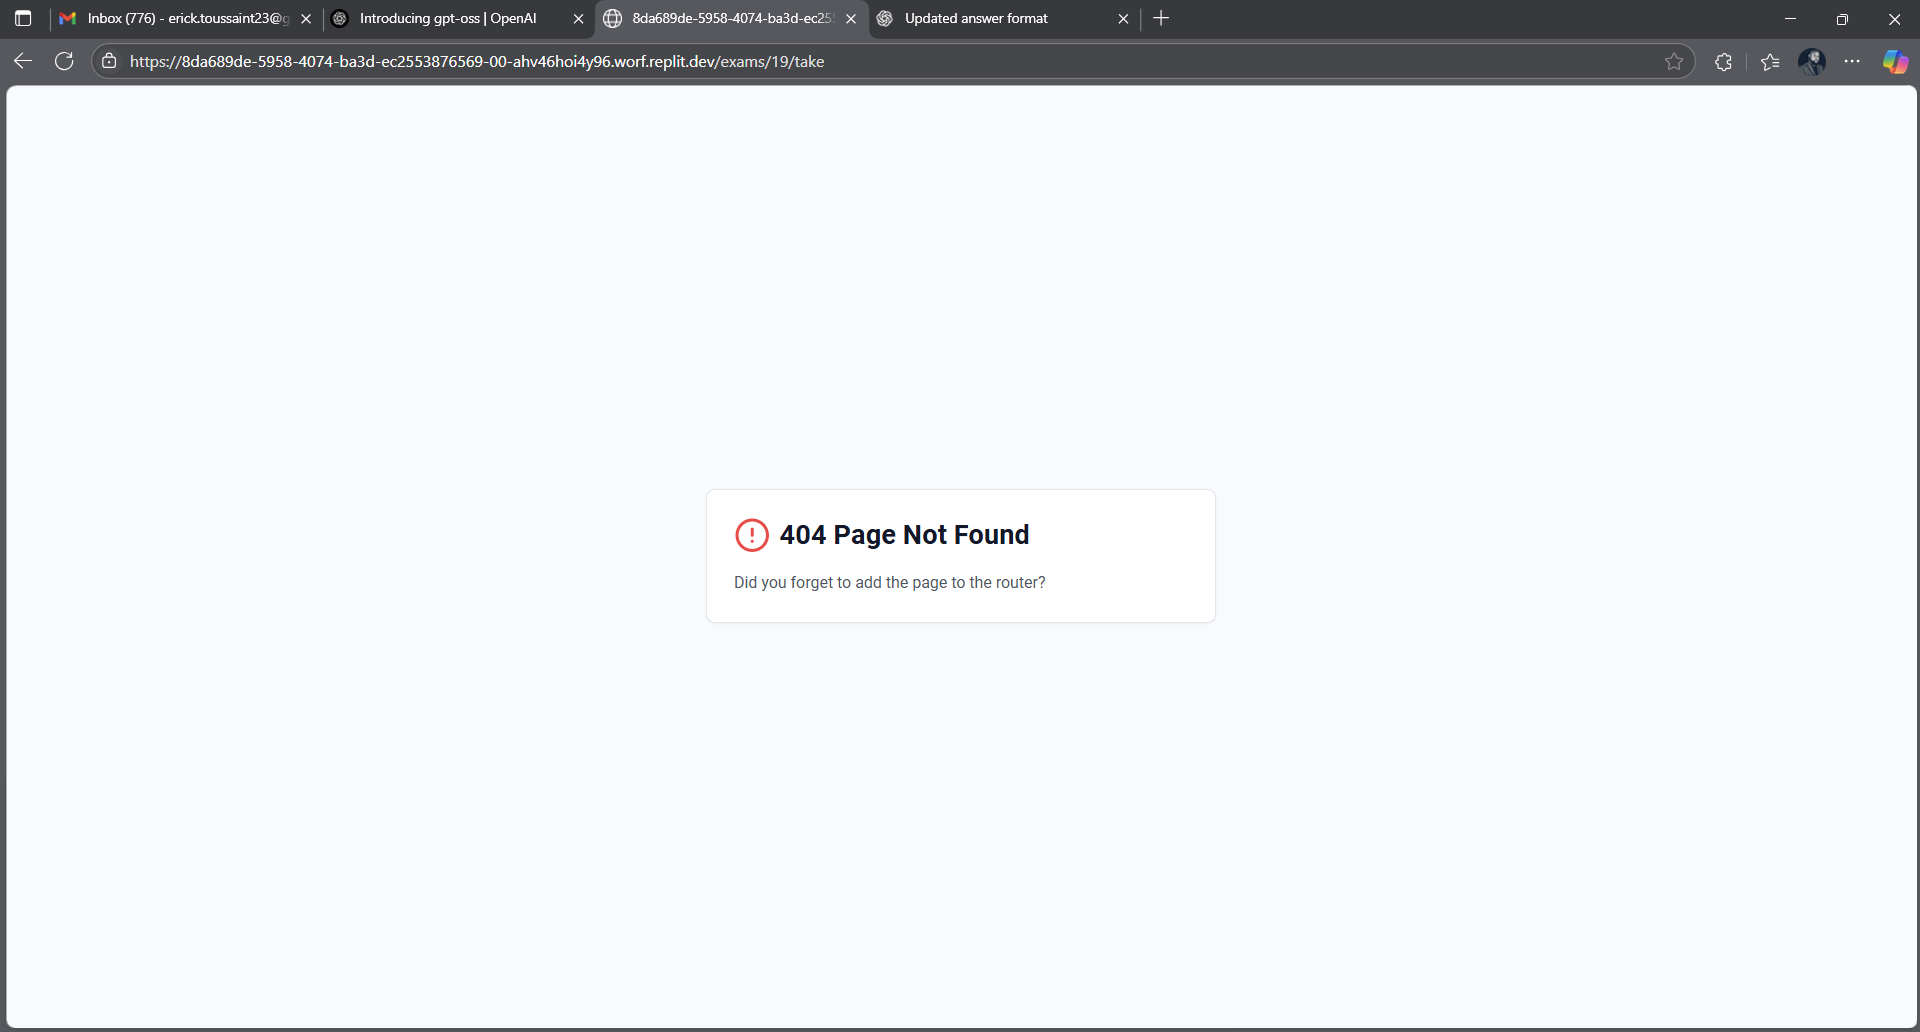 Inbox (776) - erick.toussaint23@g
Introducing gpt-oss | OpenAI
8da689de-5958-4074-ba3d-ec255
Updated answer format
https://8da689de-5958-4074-ba3d-ec2553876569-00-ahv46hoi4y96.worf.replit.dev/exams/19/take
404 Page Not Found
Did you forget to add the page to the router?